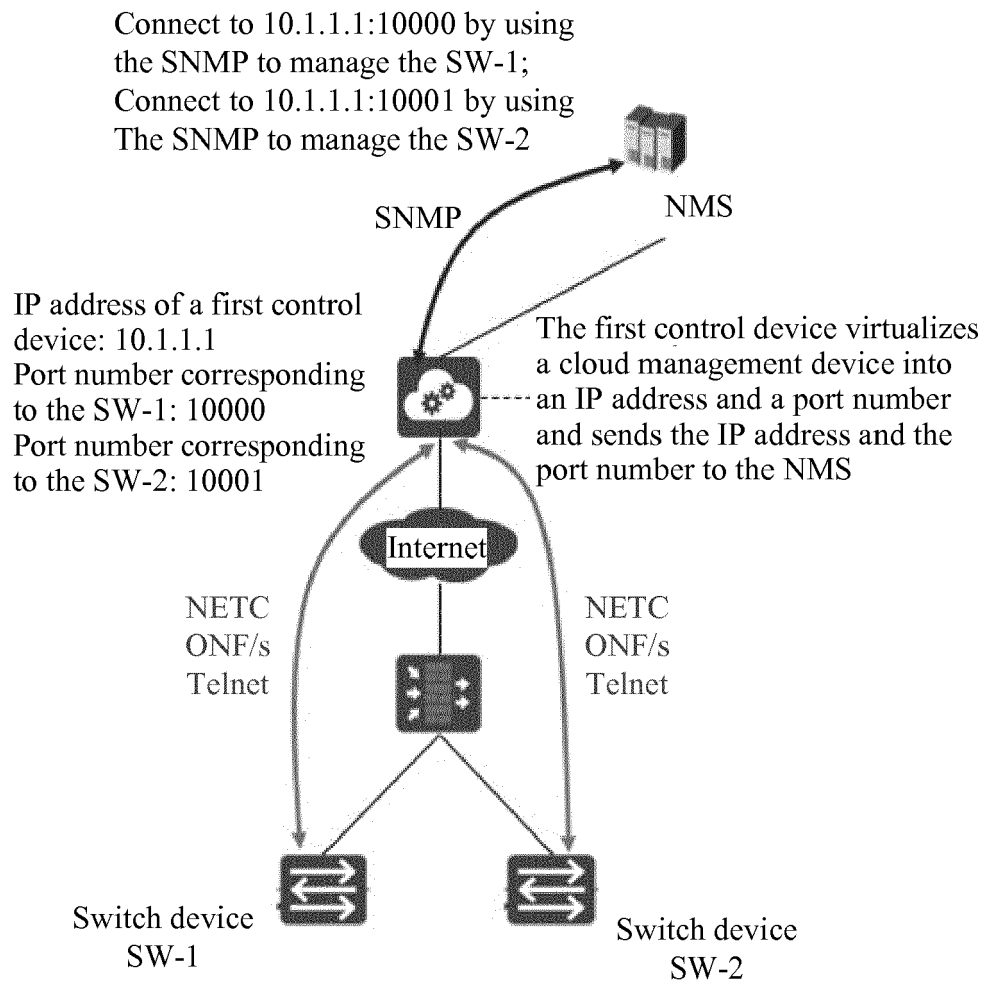 Connect to 10.1.1.1:10000 by using
the SNMP to manage the SW-1;
Connect to 10.1.1.1:10001 by using
The SNMP to manage the SW-2
SNMP
NMS
IP address of a first control
device: 10.1.1.1
Port number corresponding
to the SW-1: 10000
Port number corresponding
to the SW-2: 10001
The first control device virtualizes
a cloud management device into
an IP address and a port number
and sends the IP address and the
port number to the NMS
Internet
NETC
ONF/s
Telnet
NETC
ONF/s
Telnet
Switch device
SW-1
Switch device
SW-2